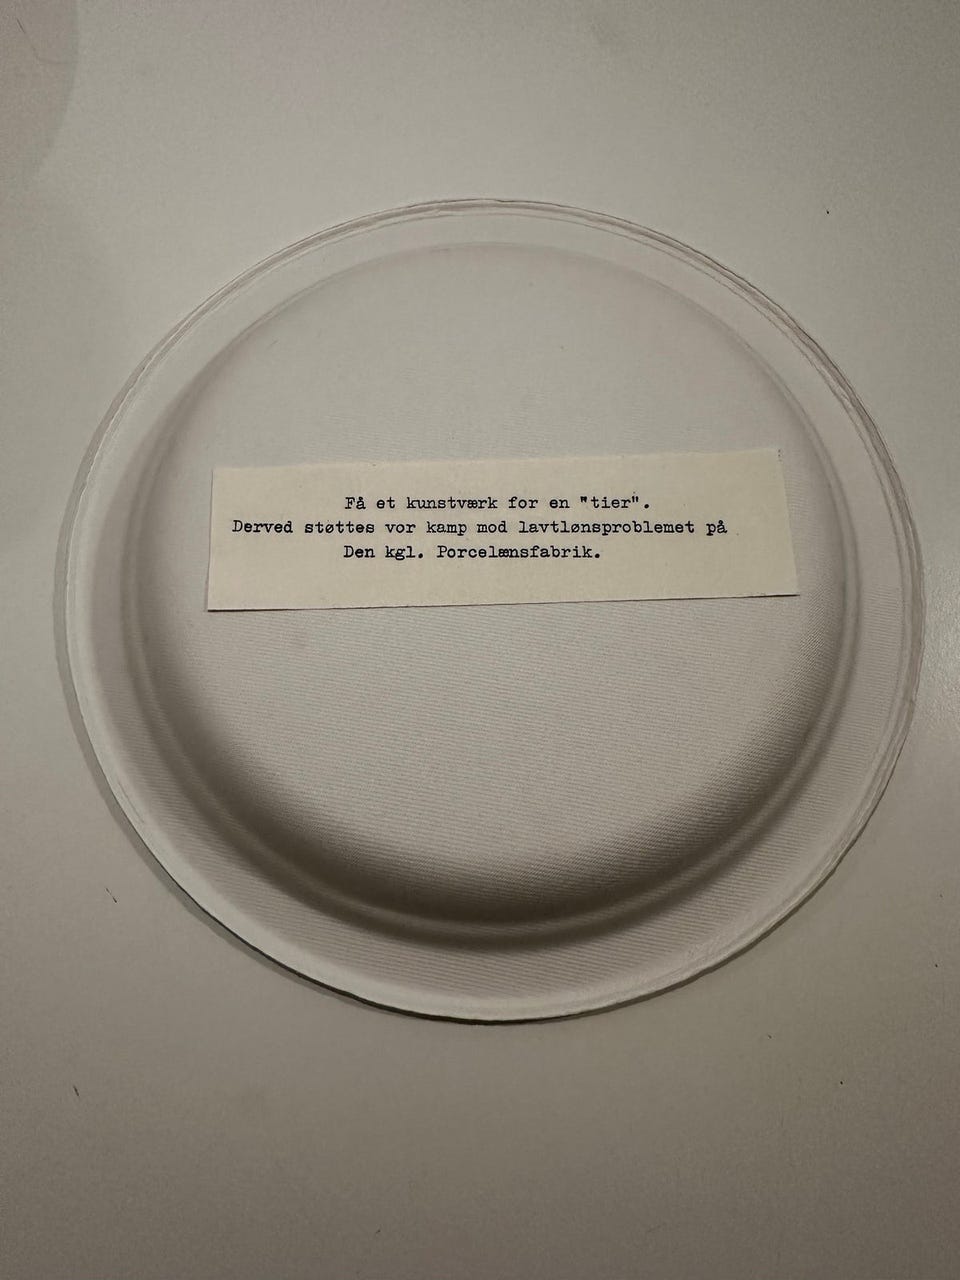 Få et kunstværk for en "tier".
Derved støttes vor kamp mod lavtlønsproblemet på
Den kgl. Porcelænsfabrik.